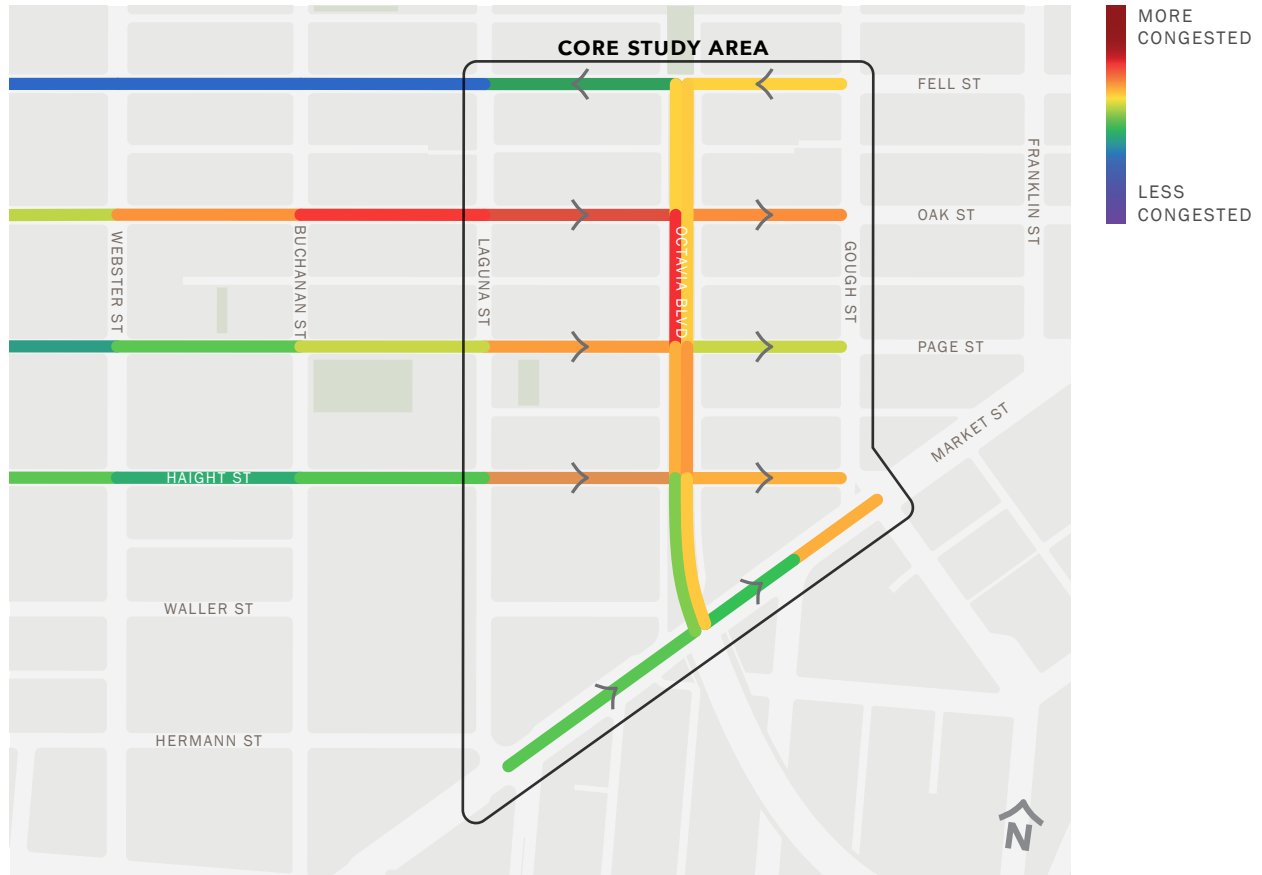 MORE
CONGESTED
CORE STUDY AREA
FELL ST
FRANKLIN ST
LESS
CONGESTED
OAK ST
WEBSTER ST
BUCHANAN ST
LAGUNA ST
OCTAVIA BLVD
GOUGH ST
PAGE ST
MARKET ST
HAIGHT ST
WALLER ST
HERMANN ST
N